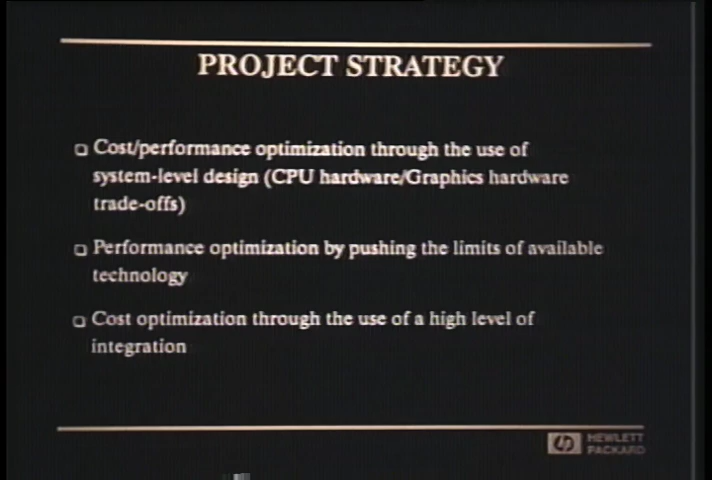 PROJECT STRATEGY
Cost/performance optimization through the use of
system-level design (CPU hardware/Graphics hardware
trade-offs)
Performance optimization by pushing the limits of available
technology
Cost optimization through the use of a high level of
integration
hp HEWLETT
PACKARD